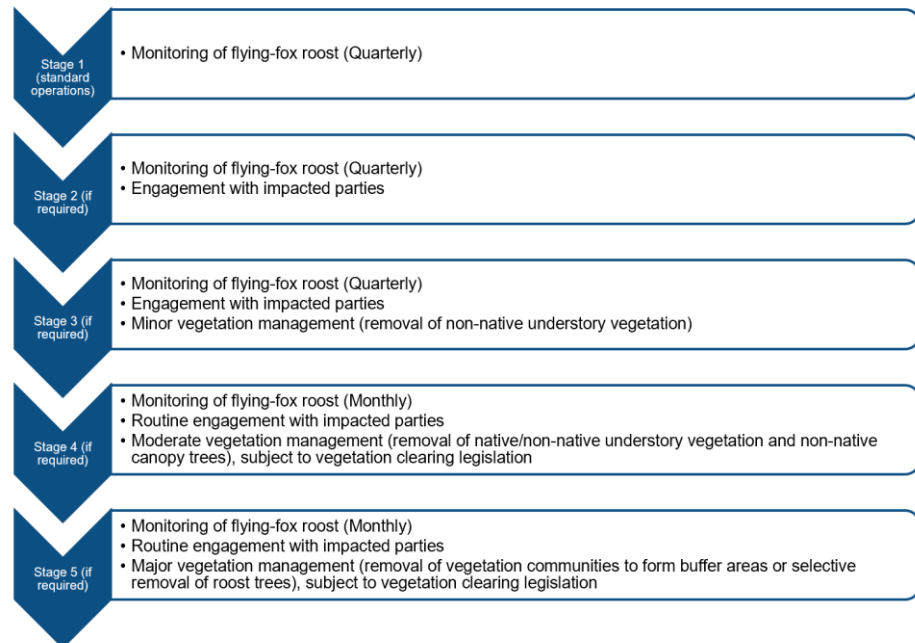 Stage 1
(standard
operations)
• Monitoring of flying-fox roost (Quarterly)
Stage 2 (if
required)
• Monitoring of flying-fox roost (Quarterly)
• Engagement with impacted parties
Stage 3 (if
required)
• Monitoring of flying-fox roost (Quarterly)
• Engagement with impacted parties
• Minor vegetation management (removal of non-native understory vegetation)
Stage 4 (if
required)
• Monitoring of flying-fox roost (Monthly)
• Routine engagement with impacted parties
• Moderate vegetation management (removal of native/non-native understory vegetation and non-native
canopy trees), subject to vegetation clearing legislation
Stage 5 (if
required)
• Monitoring of flying-fox roost (Monthly)
• Routine engagement with impacted parties
• Major vegetation management (removal of vegetation communities to form buffer areas or selective
removal of roost trees), subject to vegetation clearing legislation